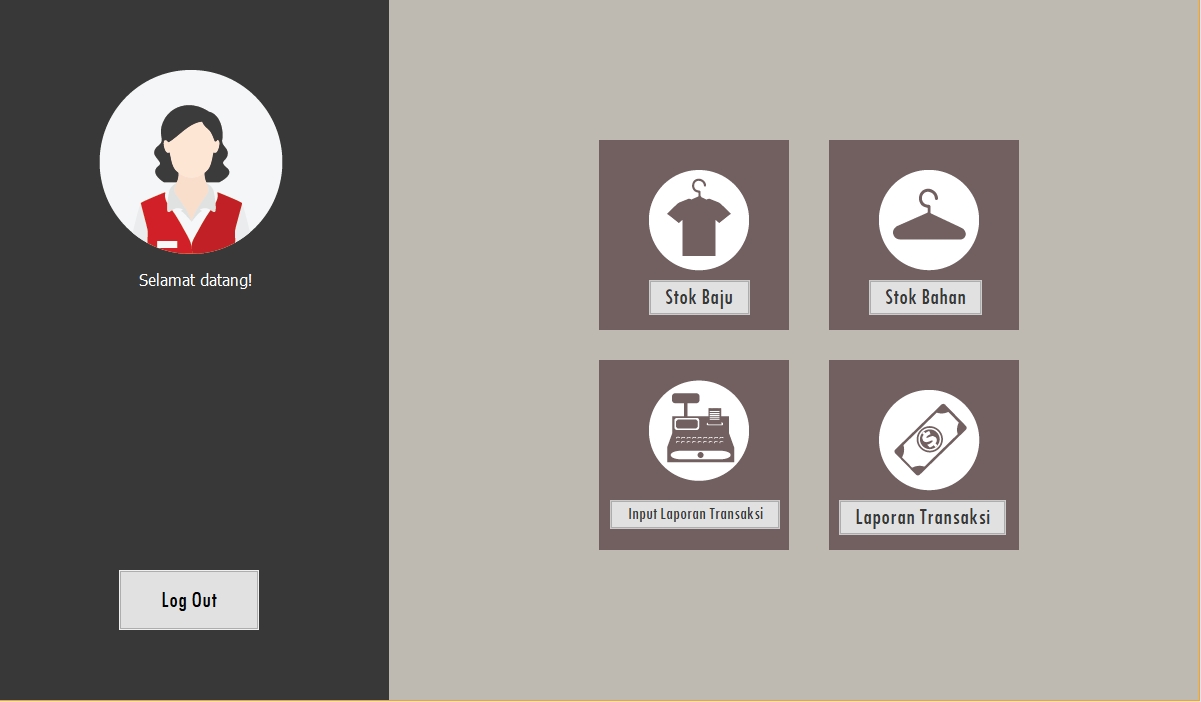 Selamat datang!
Log Out
Stok Baju
Stok Bahan
Input Laporan Transaksi
Laporan Transaksi